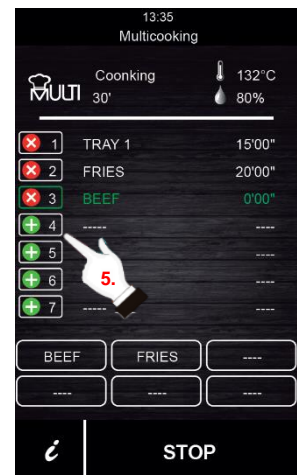 13:35
Multicooking
MULTI Coonking 132°C
30' 80%
1 TRAY 1 15'00"
2 FRIES 20'00"
3 BEEF 0'00"
4 ----- ----
5 ----
6 ----
7 ----- ----
5.
BEEF FRIES ----
---- ---- ----
i STOP